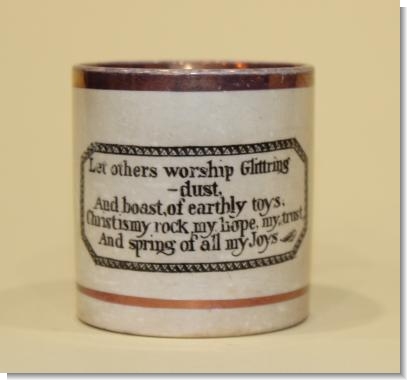 Let others worship Glittring
-dust,
And boast, of earthly toys.
Christ is my rock, my hope, my, trust,
And spring of all my Joys